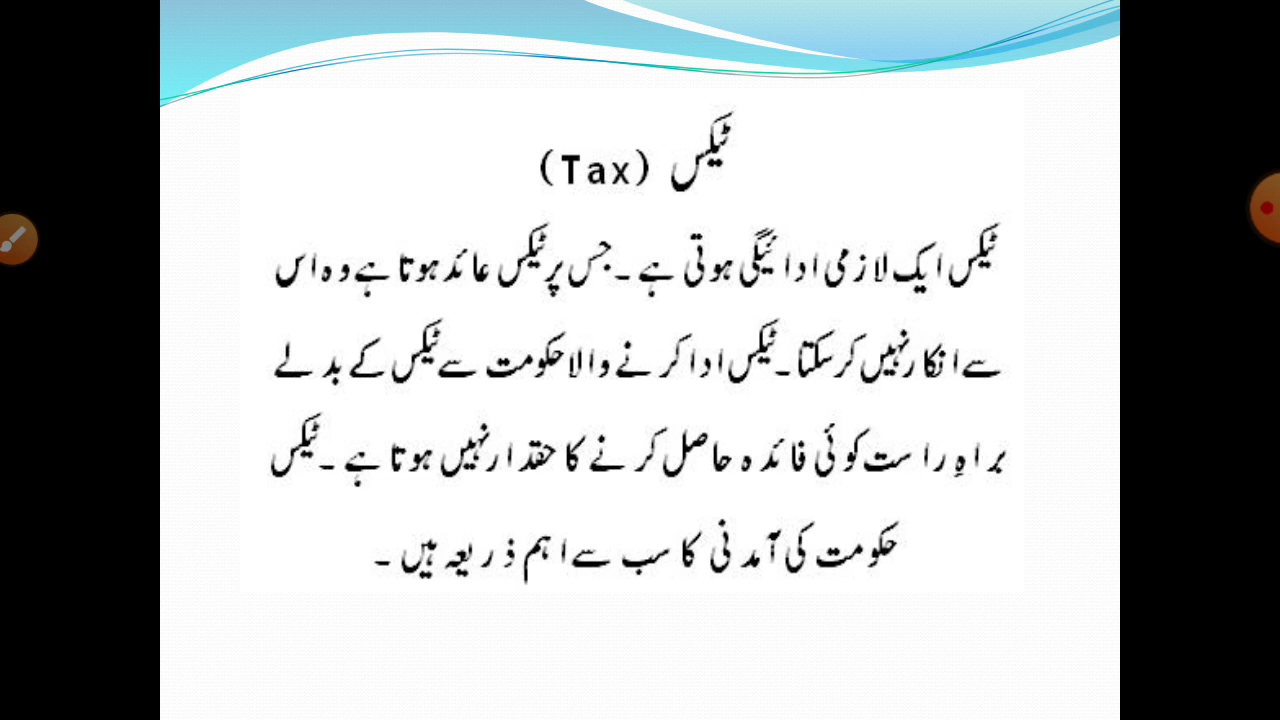 ٹیکس (Tax)
ٹیکس ایک لازمی ادائیگی ہوتی ہے ۔ جس پر ٹیکس عائد ہوتا ہے وہ اس
سے انکار نہیں کر سکتا ۔ ٹیکس ادا کرنے والا حکومت سے ٹیکس کے بدلے
براہِ راست کوئی فائدہ حاصل کرنے کا حقدار نہیں ہوتا ہے ۔ ٹیکس
حکومت کی آمدنی کا سب سے اہم ذریعہ ہیں ۔